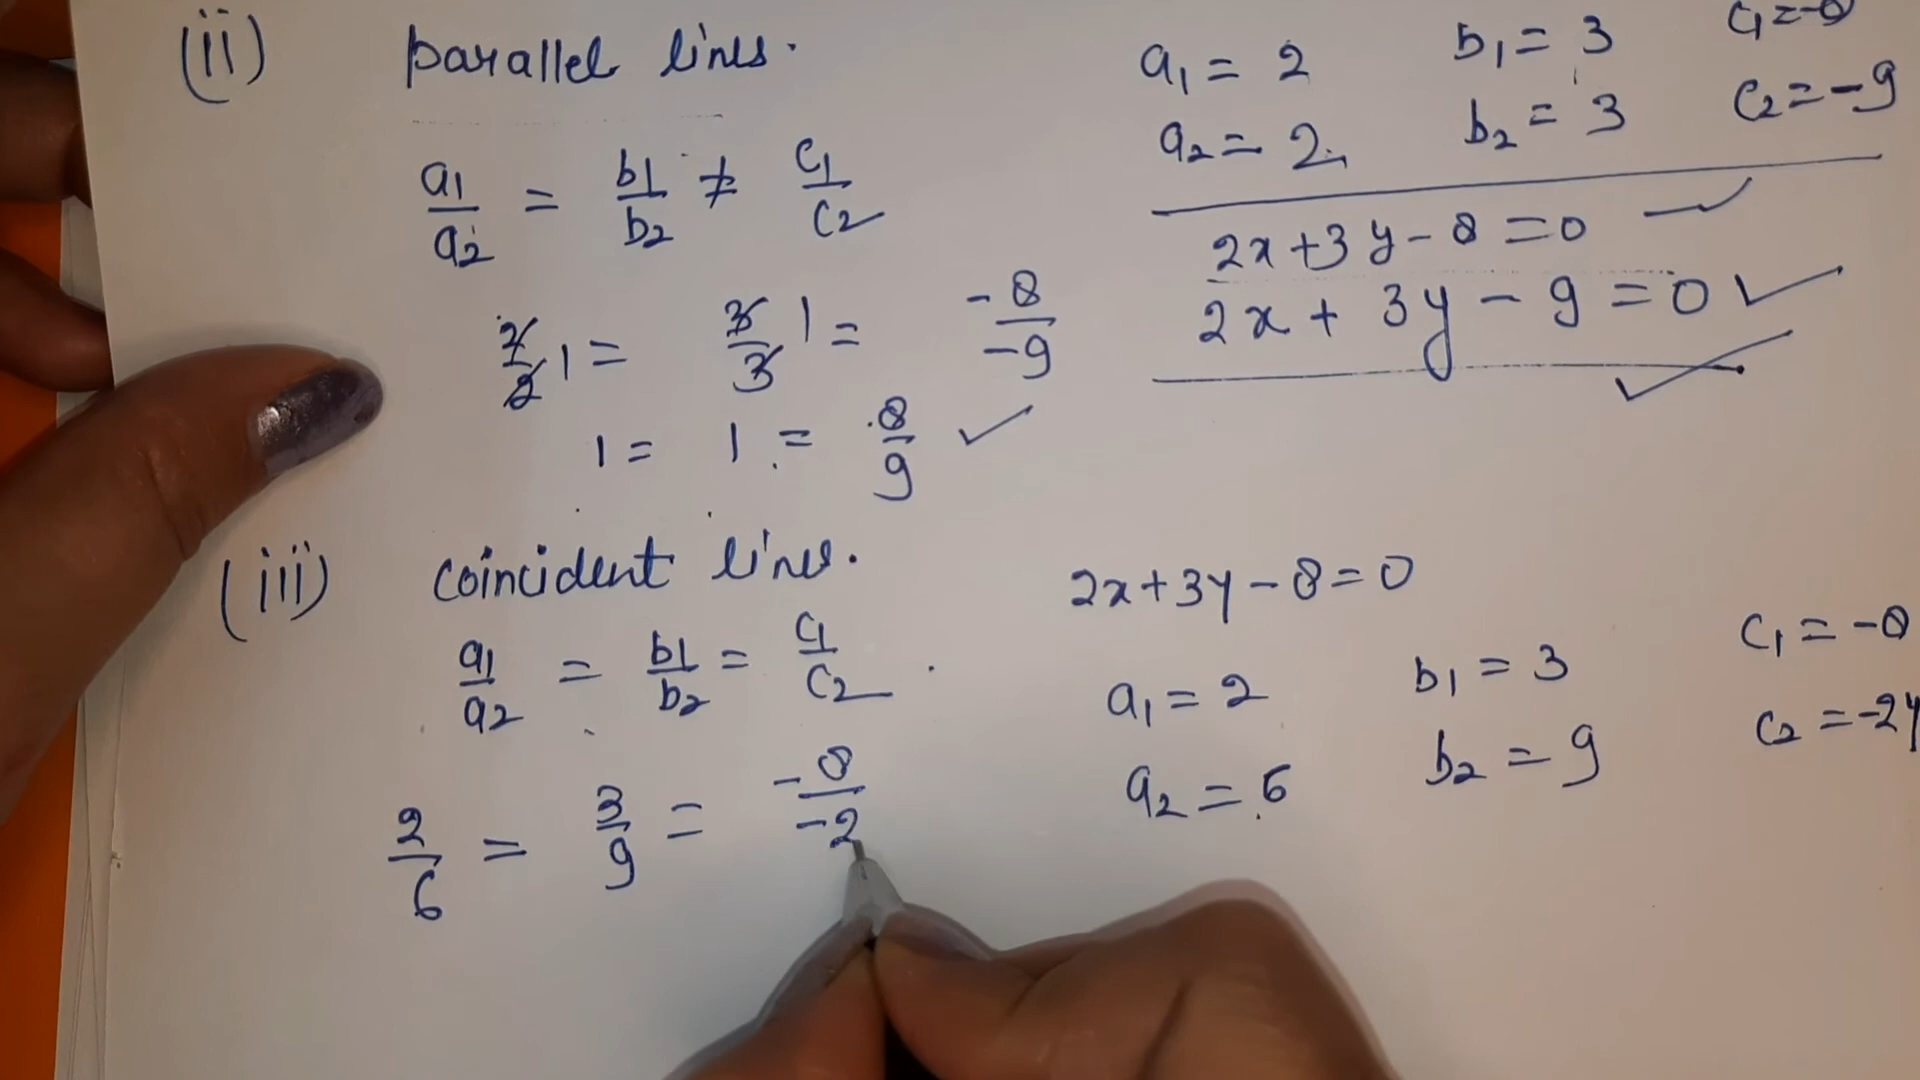 (ii) parallel lines.
a₁ = 2 b₁ = 3 c₁ = -8
a₂ = 2 b₂ = 3 c₂ = -9
a₁/a₂ = b₁/b₂ ≠ c₁/c₂
2x + 3y - 8 = 0 ✓
2x + 3y - 9 = 0 ✓
✓
2/2 1 = 3/3 1 = -8/-9
1 = 1 = 8/9 ✓
(iii) coincident lines.
2x + 3y - 8 = 0
a₁/a₂ = b₁/b₂ = c₁/c₂
a₁ = 2 b₁ = 3 c₁ = -8
a₂ = 6 b₂ = 9 c₂ = -24
2/6 = 3/9 = -8/-2